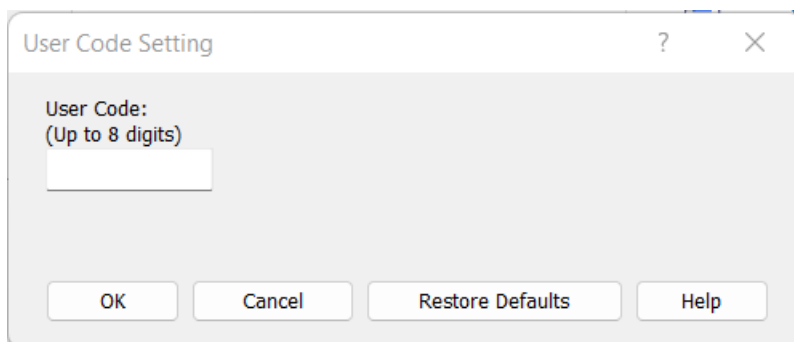 User Code Setting
User Code:
(Up to 8 digits)
OK Cancel Restore Defaults Help